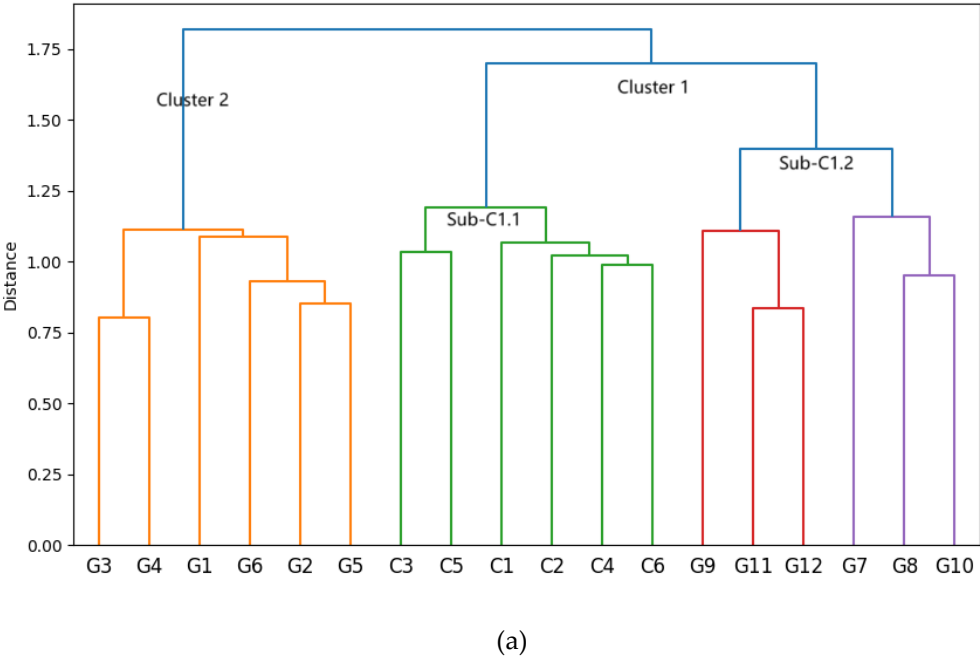 1.75
Cluster 1
Cluster 2
1.50
Sub-C1.2
1.25
Sub-C1.1
1.00
Distance
0.75
0.50
0.25
0.00
G3 G4 G1 G6 G2 G5 C3 C5 C1 C2 C4 C6 G9 G11 G12 G7 G8 G10
(a)